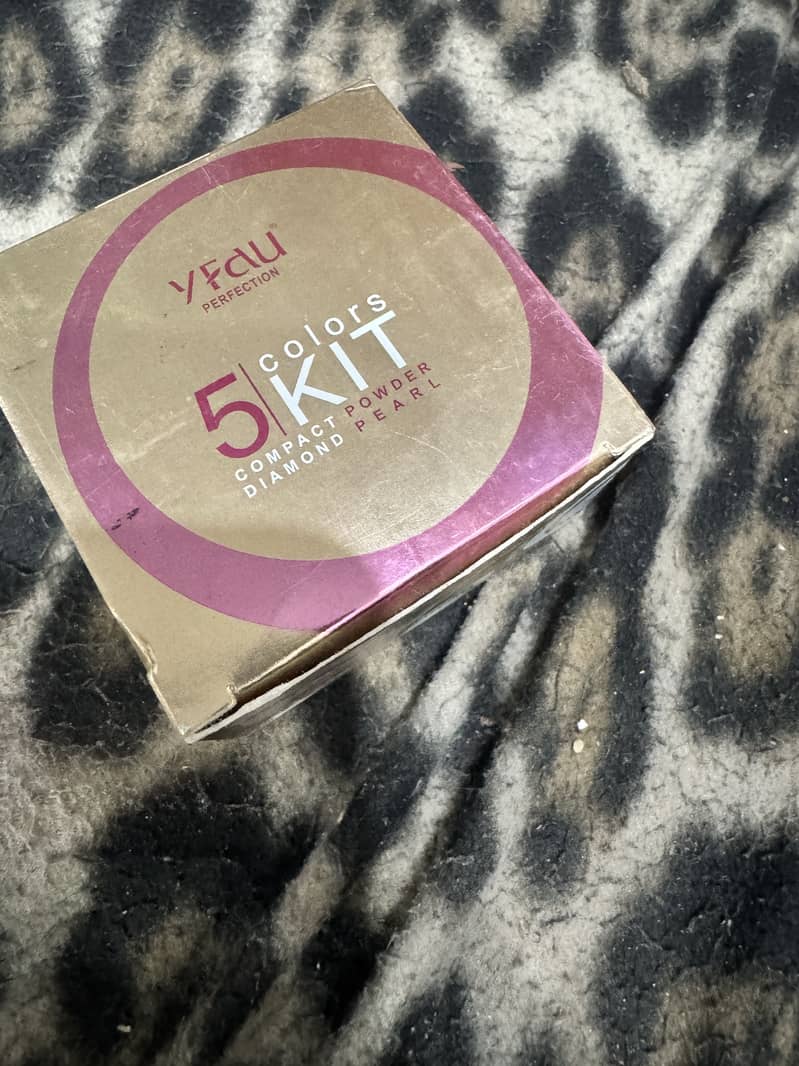 YFau®
PERFECTION
5 colors
KIT
COMPACT POWDER
DIAMOND PEARL